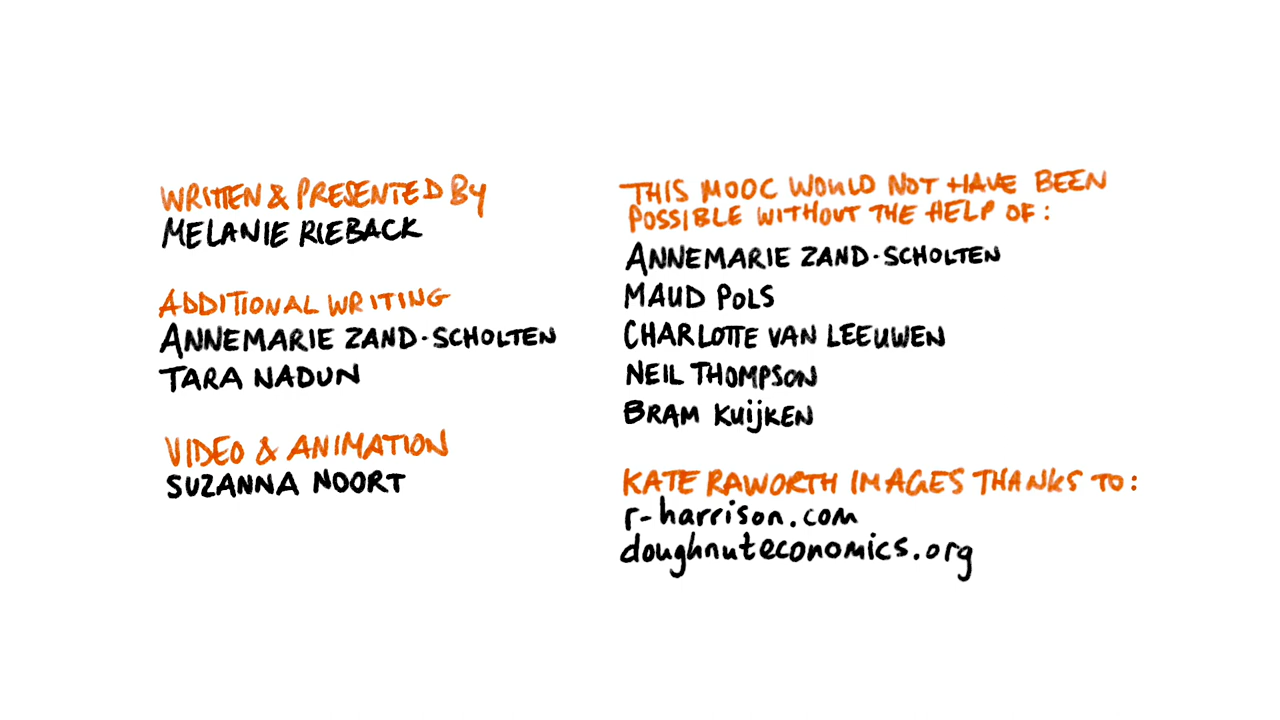 WRITTEN & PRESENTED BY
MELANIE RIEBACK
ADDITIONAL WRITING
ANNEMARIE ZAND-SCHOLTEN
TARA NADUN
VIDEO & ANIMATION
SUZANNA NOORT
THIS MOOC WOULD NOT HAVE BEEN
POSSIBLE WITHOUT THE HELP OF:
ANNEMARIE ZAND-SCHOLTEN
MAUD POLS
CHARLOTTE VAN LEEUWEN
NEIL THOMPSON
BRAM KUijKEN
KATE RAWORTH IMAGES THANKS TO:
r-harrison.com
doughnuteconomics.org